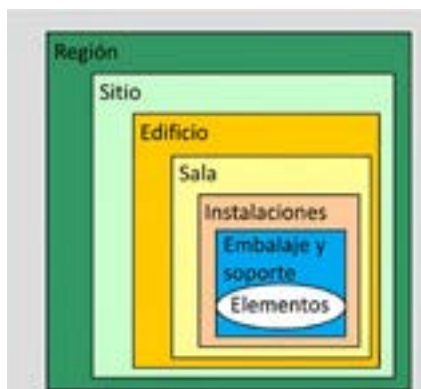 Región
Sitio
Edificio
Sala
Instalaciones
Embalaje y
soporte
Elementos